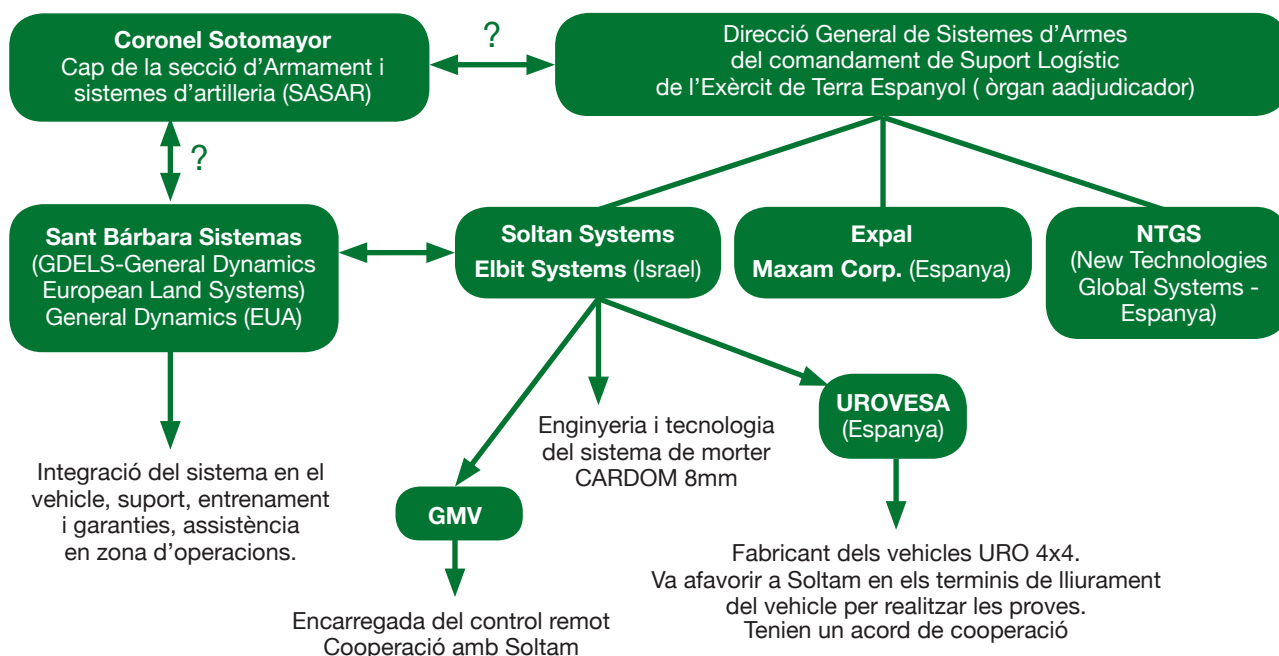 Coronel Sotomayor
Cap de la secció d’Armament i
sistemes d’artilleria (SASAR)
?
Direcció General de Sistemes d’Armes
del comandament de Suport Logístic
de l’Exèrcit de Terra Espanyol ( òrgan aadjudicador)
?
Sant Bárbara Sistemas
(GDELS-General Dynamics
European Land Systems)
General Dynamics (EUA)
Soltan Systems
Elbit Systems (Israel)
Expal
Maxam Corp. (Espanya)
NTGS
(New Technologies
Global Systems -
Espanya)
Integració del sistema en el
vehicle, suport, entrenament
i garanties, assistència
en zona d’operacions.
GMV
Enginyeria i tecnologia
del sistema de morter
CARDOM 8mm
UROVESA
(Espanya)
Encarregada del control remot
Cooperació amb Soltam
Fabricant dels vehicles URO 4x4.
Va afavorir a Soltam en els terminis de lliurament
del vehicle per realitzar les proves.
Tenien un acord de cooperació